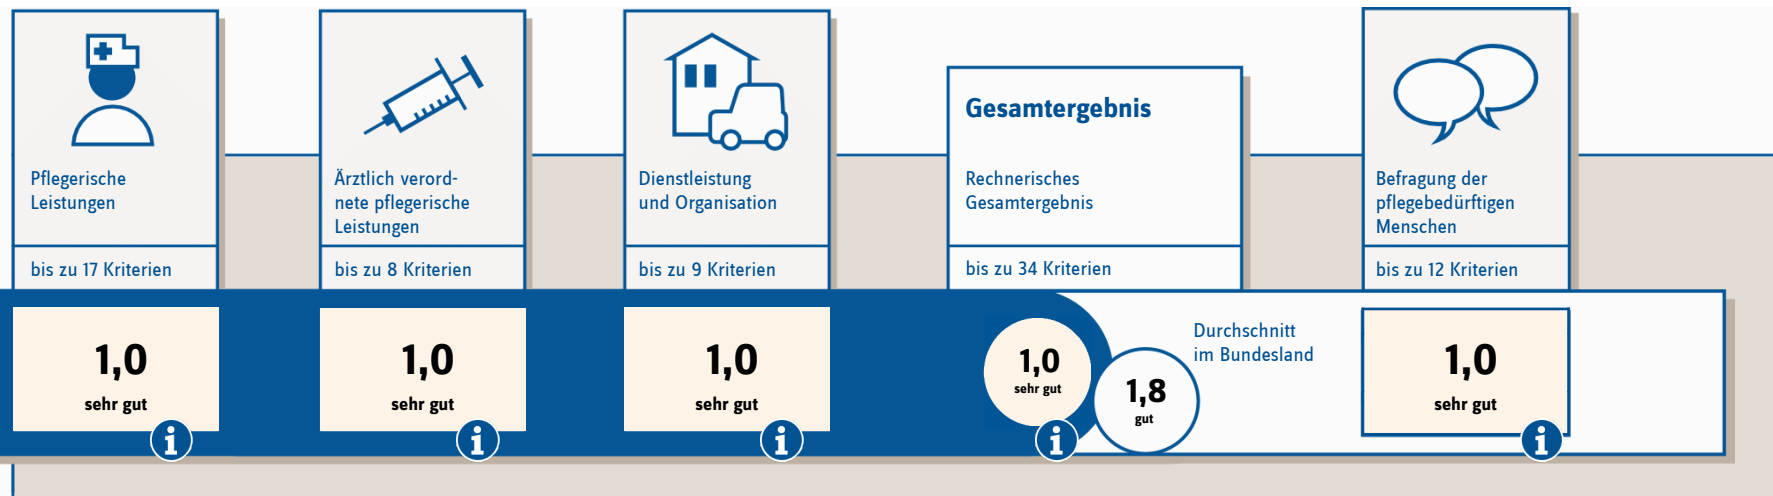 Pflegerische
Leistungen
bis zu 17 Kriterien
1,0
sehr gut
i
Ärztlich verord-
nete pflegerische
Leistungen
bis zu 8 Kriterien
1,0
sehr gut
i
Dienstleistung
und Organisation
bis zu 9 Kriterien
1,0
sehr gut
i
Gesamtergebnis
Rechnerisches
Gesamtergebnis
bis zu 34 Kriterien
1,0
sehr gut
i
1,8
gut
Durchschnitt
im Bundesland
Befragung der
pflegebedürftigen
Menschen
bis zu 12 Kriterien
1,0
sehr gut
i